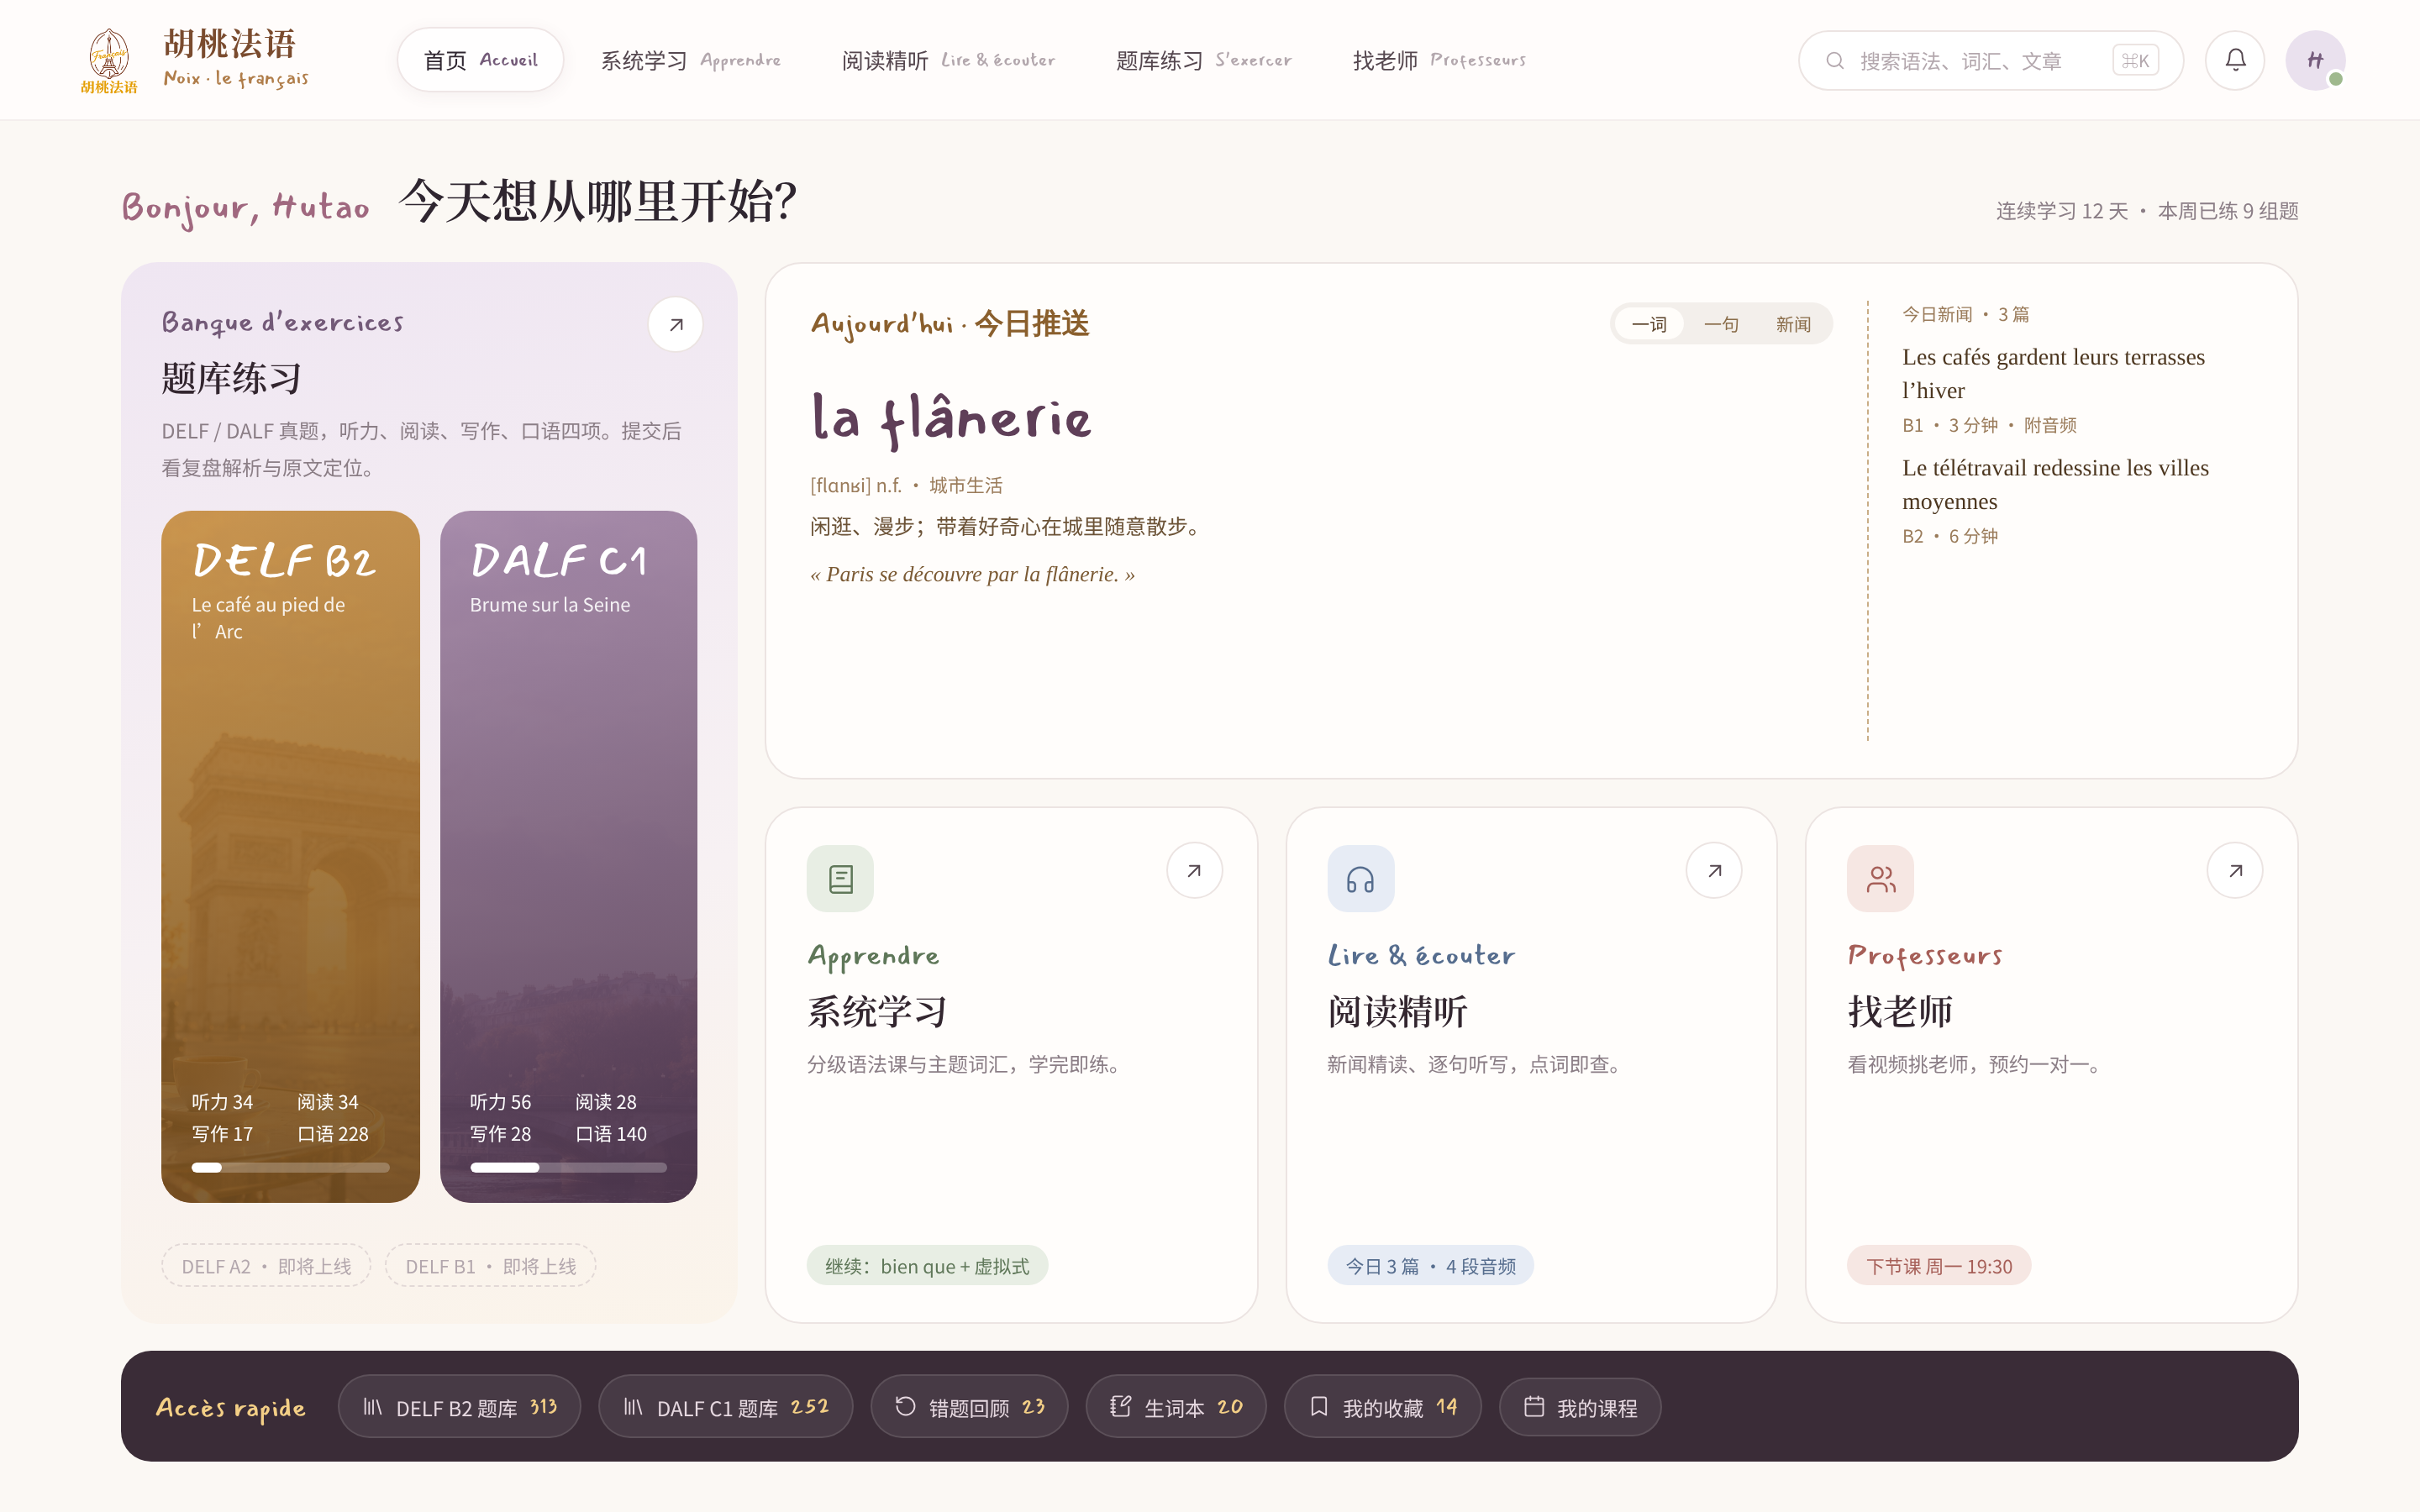 Français
胡桃法语
胡桃法语
Noix · le français
首页 Accueil
系统学习 Apprendre
阅读精听 Lire & écouter
题库练习 S'exercer
找老师 Professeurs
搜索语法、词汇、文章 ⌘K
H
Bonjour, Hutao 今天想从哪里开始?
连续学习 12 天 · 本周已练 9 组题
Banque d'exercices
题库练习
DELF / DALF 真题，听力、阅读、写作、口语四项。提交后
看复盘解析与原文定位。
DELF B2
Le café au pied de
l’Arc
听力 34 阅读 34
写作 17 口语 228
DALF C1
Brume sur la Seine
听力 56 阅读 28
写作 28 口语 140
DELF A2 · 即将上线
DELF B1 · 即将上线
Aujourd'hui · 今日推送
一词 一句 新闻
la flânerie
[flɑnʁi] n.f. · 城市生活
闲逛、漫步；带着好奇心在城里随意散步。
« Paris se découvre par la flânerie. »
今日新闻 · 3 篇
Les cafés gardent leurs terrasses
l’hiver
B1 · 3 分钟 · 附音频
Le télétravail redessine les villes
moyennes
B2 · 6 分钟
Apprendre
系统学习
分级语法课与主题词汇，学完即练。
继续：bien que + 虚拟式
Lire & écouter
阅读精听
新闻精读、逐句听写，点词即查。
今日 3 篇 · 4 段音频
Professeurs
找老师
看视频挑老师，预约一对一。
下节课 周一 19:30
Accès rapide
DELF B2 题库 313
DALF C1 题库 252
错题回顾 23
生词本 20
我的收藏 14
我的课程